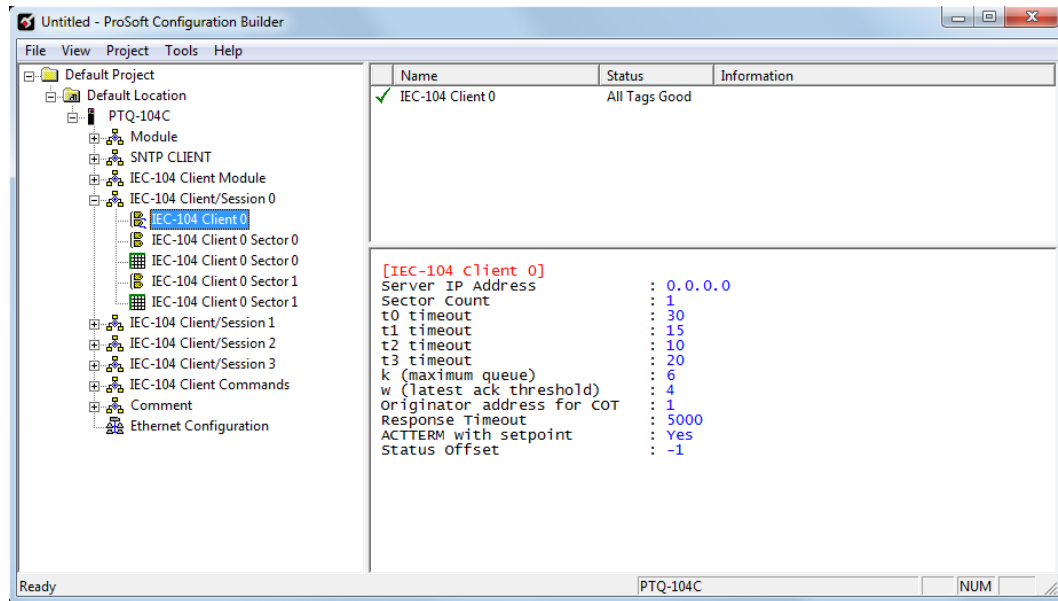 Untitled - ProSoft Configuration Builder
File View Project Tools Help
Default Project
Default Location
PTQ-104C
Module
SNTP CLIENT
IEC-104 Client Module
IEC-104 Client/Session 0
IEC-104 Client 0
IEC-104 Client 0 Sector 0
IEC-104 Client 0 Sector 0
IEC-104 Client 0 Sector 1
IEC-104 Client 0 Sector 1
IEC-104 Client/Session 1
IEC-104 Client/Session 2
IEC-104 Client/Session 3
IEC-104 Client Commands
Comment
Ethernet Configuration
Name Status Information
IEC-104 Client 0 All Tags Good
[IEC-104 Client 0]
Server IP Address : 0.0.0.0
Sector Count : 1
t0 timeout : 30
t1 timeout : 15
t2 timeout : 10
t3 timeout : 20
k (maximum queue) : 6
w (latest ack threshold) : 4
Originator address for COT : 1
Response Timeout : 5000
ACTTERM with setpoint : Yes
Status Offset : -1
Ready PTQ-104C NUM